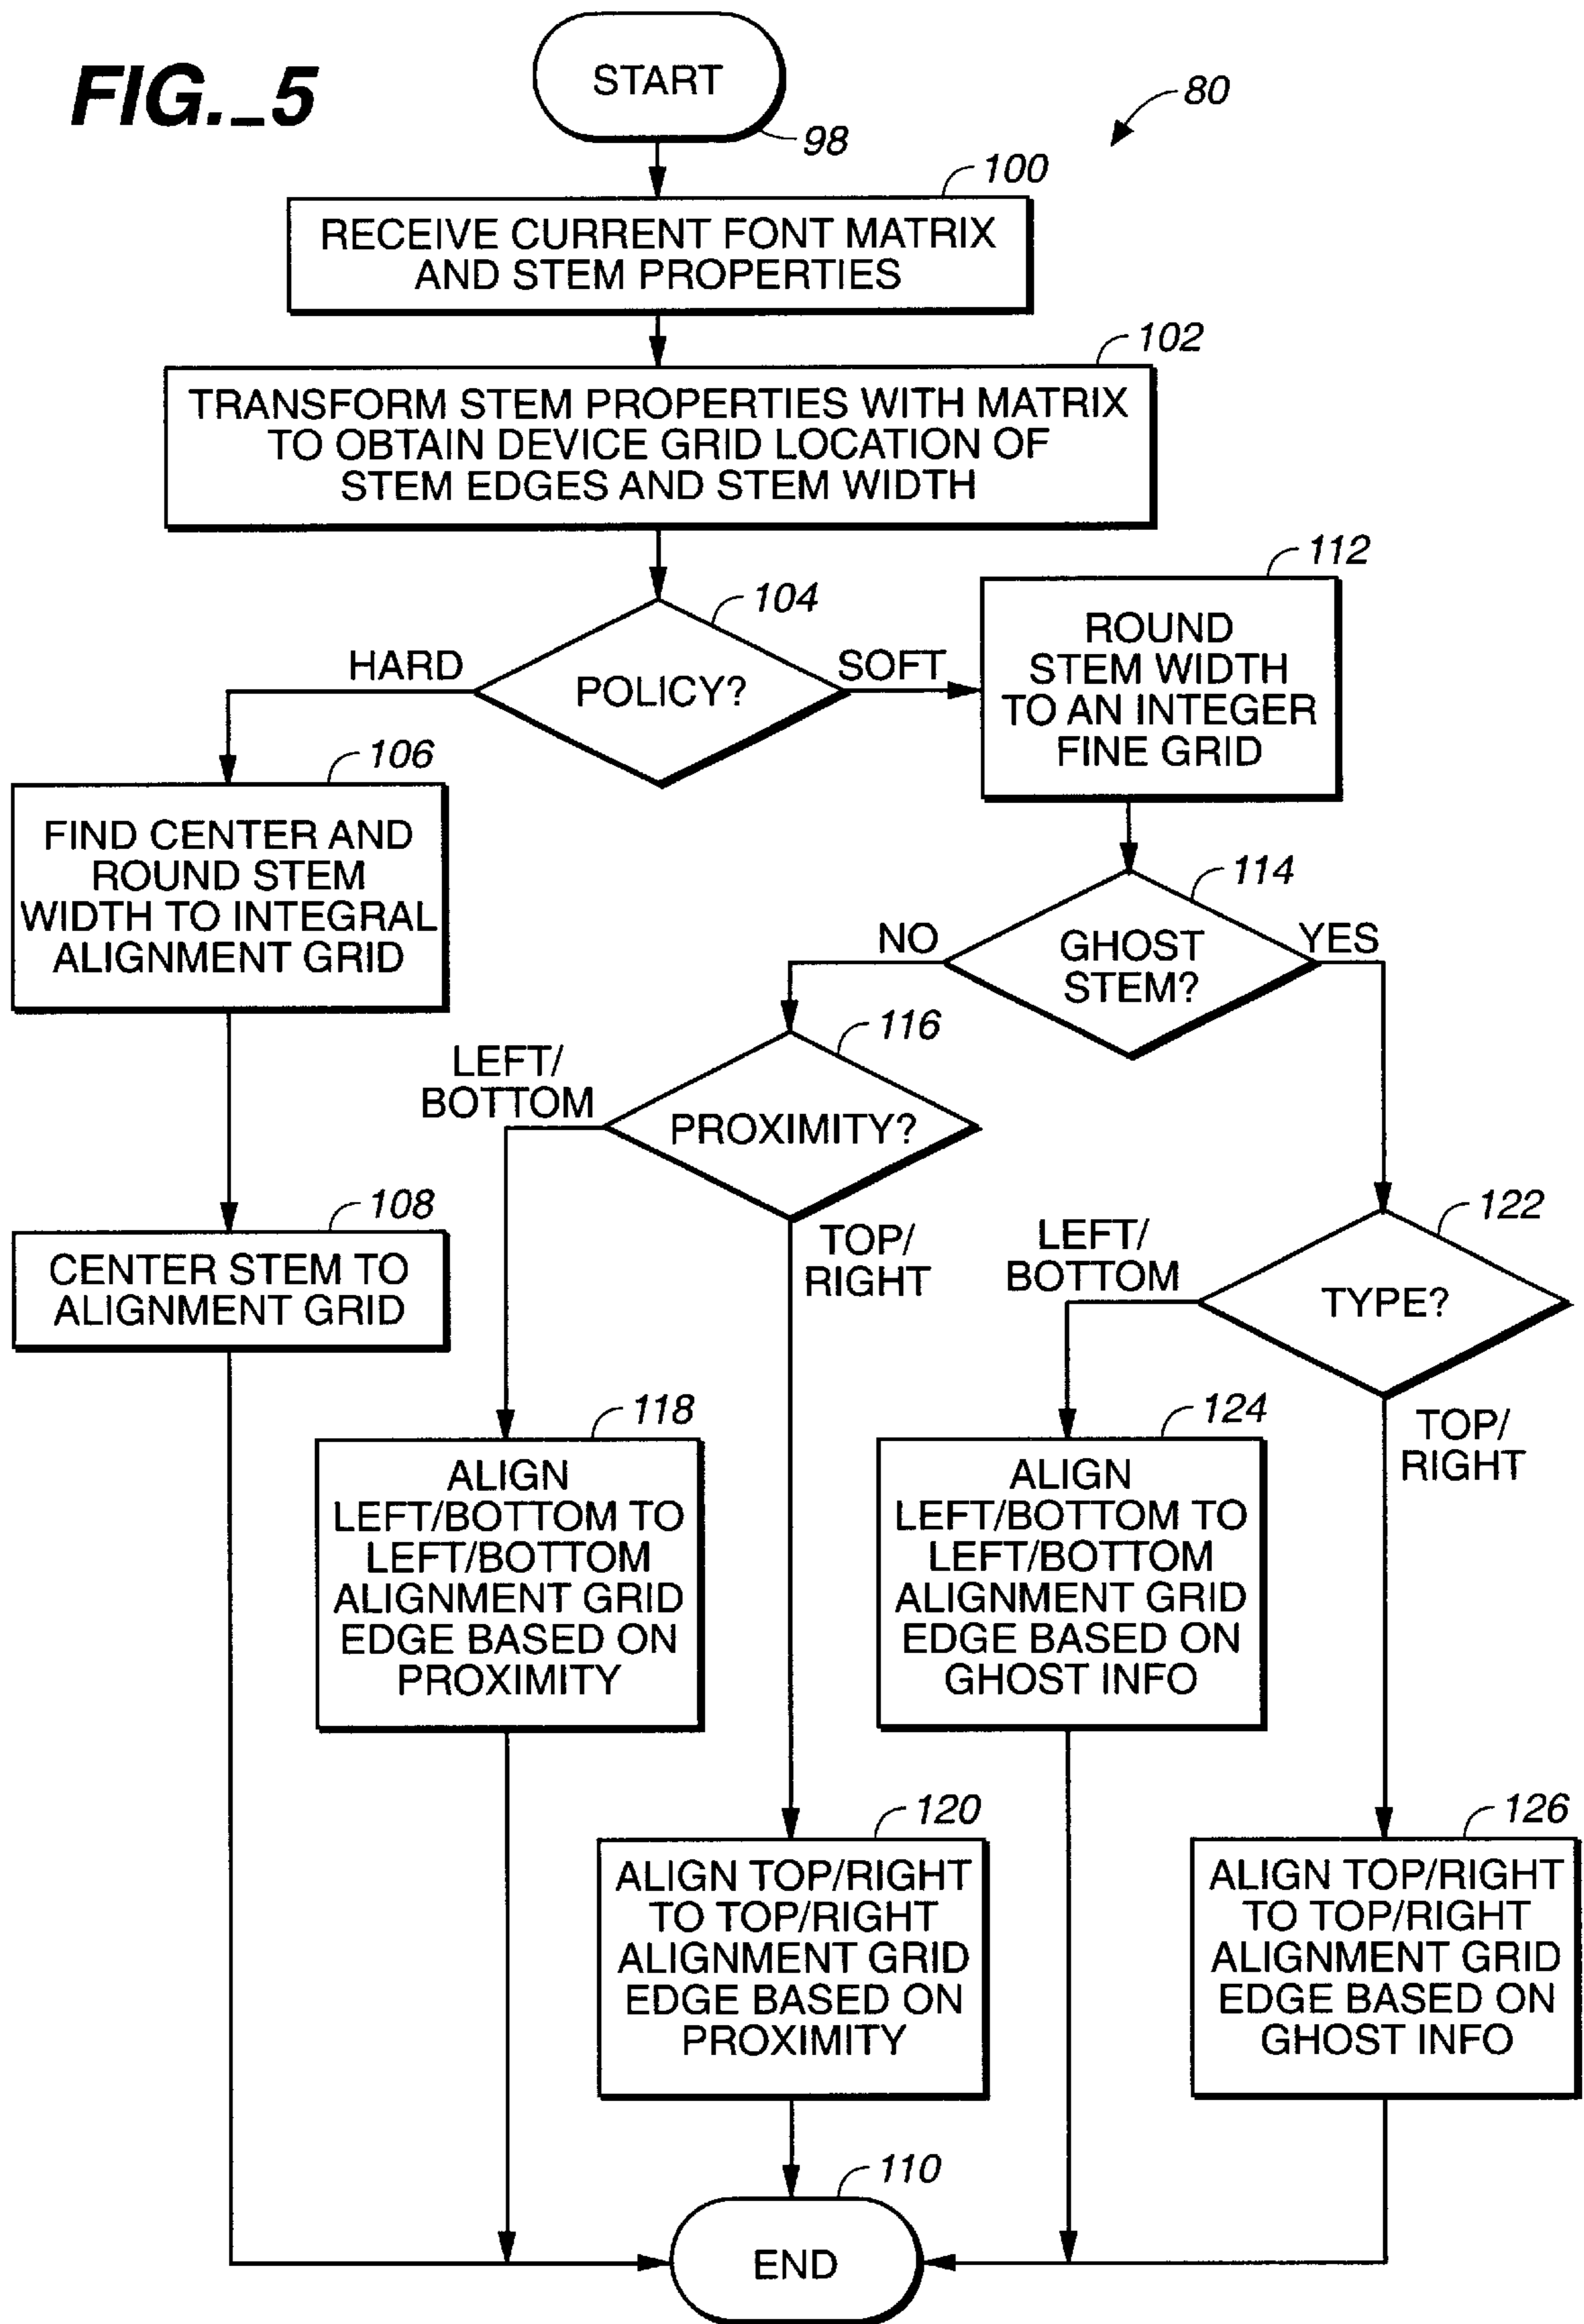 FIG._5
START
80
98
100
RECEIVE CURRENT FONT MATRIX
AND STEM PROPERTIES
102
TRANSFORM STEM PROPERTIES WITH MATRIX
TO OBTAIN DEVICE GRID LOCATION OF
STEM EDGES AND STEM WIDTH
104
HARD
POLICY?
SOFT
112
ROUND
STEM WIDTH
TO AN INTEGER
FINE GRID
106
FIND CENTER AND
ROUND STEM
WIDTH TO INTEGRAL
ALIGNMENT GRID
114
NO
GHOST
STEM?
YES
116
LEFT/
BOTTOM
PROXIMITY?
TOP/
RIGHT
108
CENTER STEM TO
ALIGNMENT GRID
122
LEFT/
BOTTOM
TYPE?
TOP/
RIGHT
118
ALIGN
LEFT/BOTTOM TO
LEFT/BOTTOM
ALIGNMENT GRID
EDGE BASED ON
PROXIMITY
124
ALIGN
LEFT/BOTTOM TO
LEFT/BOTTOM
ALIGNMENT GRID
EDGE BASED ON
GHOST INFO
120
ALIGN TOP/RIGHT
TO TOP/RIGHT
ALIGNMENT GRID
EDGE BASED ON
PROXIMITY
126
ALIGN TOP/RIGHT
TO TOP/RIGHT
ALIGNMENT GRID
EDGE BASED ON
GHOST INFO
110
END